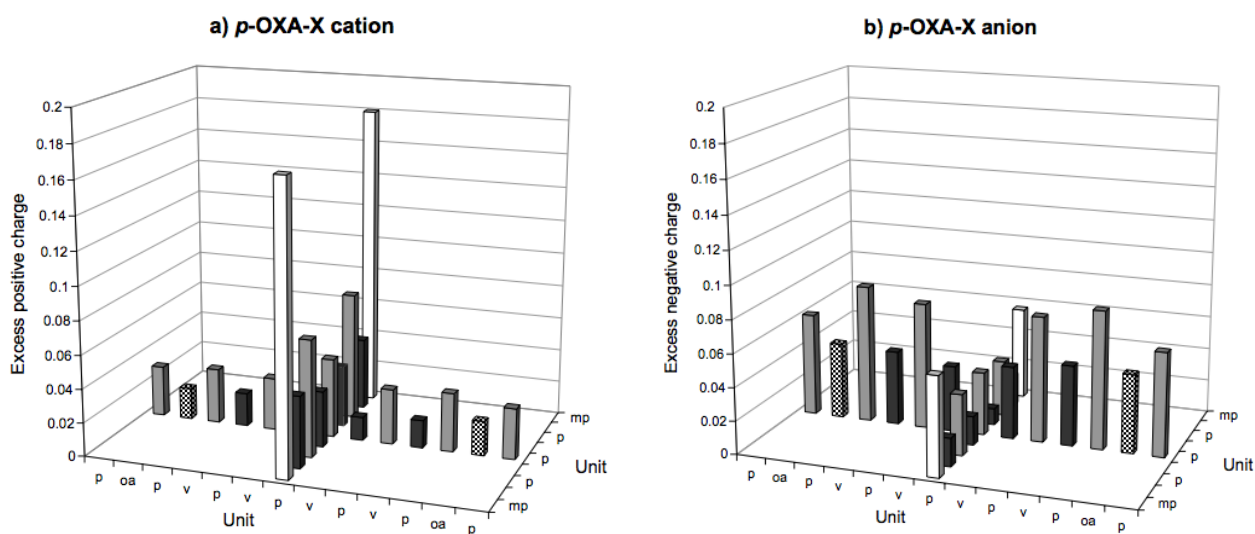 a) p-OXA-X cation
Excess positive charge
0.2
0.18
0.16
0.14
0.12
0.1
0.08
0.06
0.04
0.02
0
p oa p v p v p v p v p oa p
Unit
mp
p
p
p
mp
Unit
b) p-OXA-X anion
Excess negative charge
0.2
0.18
0.16
0.14
0.12
0.1
0.08
0.06
0.04
0.02
0
p oa p v p v p v p v p oa p
Unit
mp
p
p
p
mp
Unit